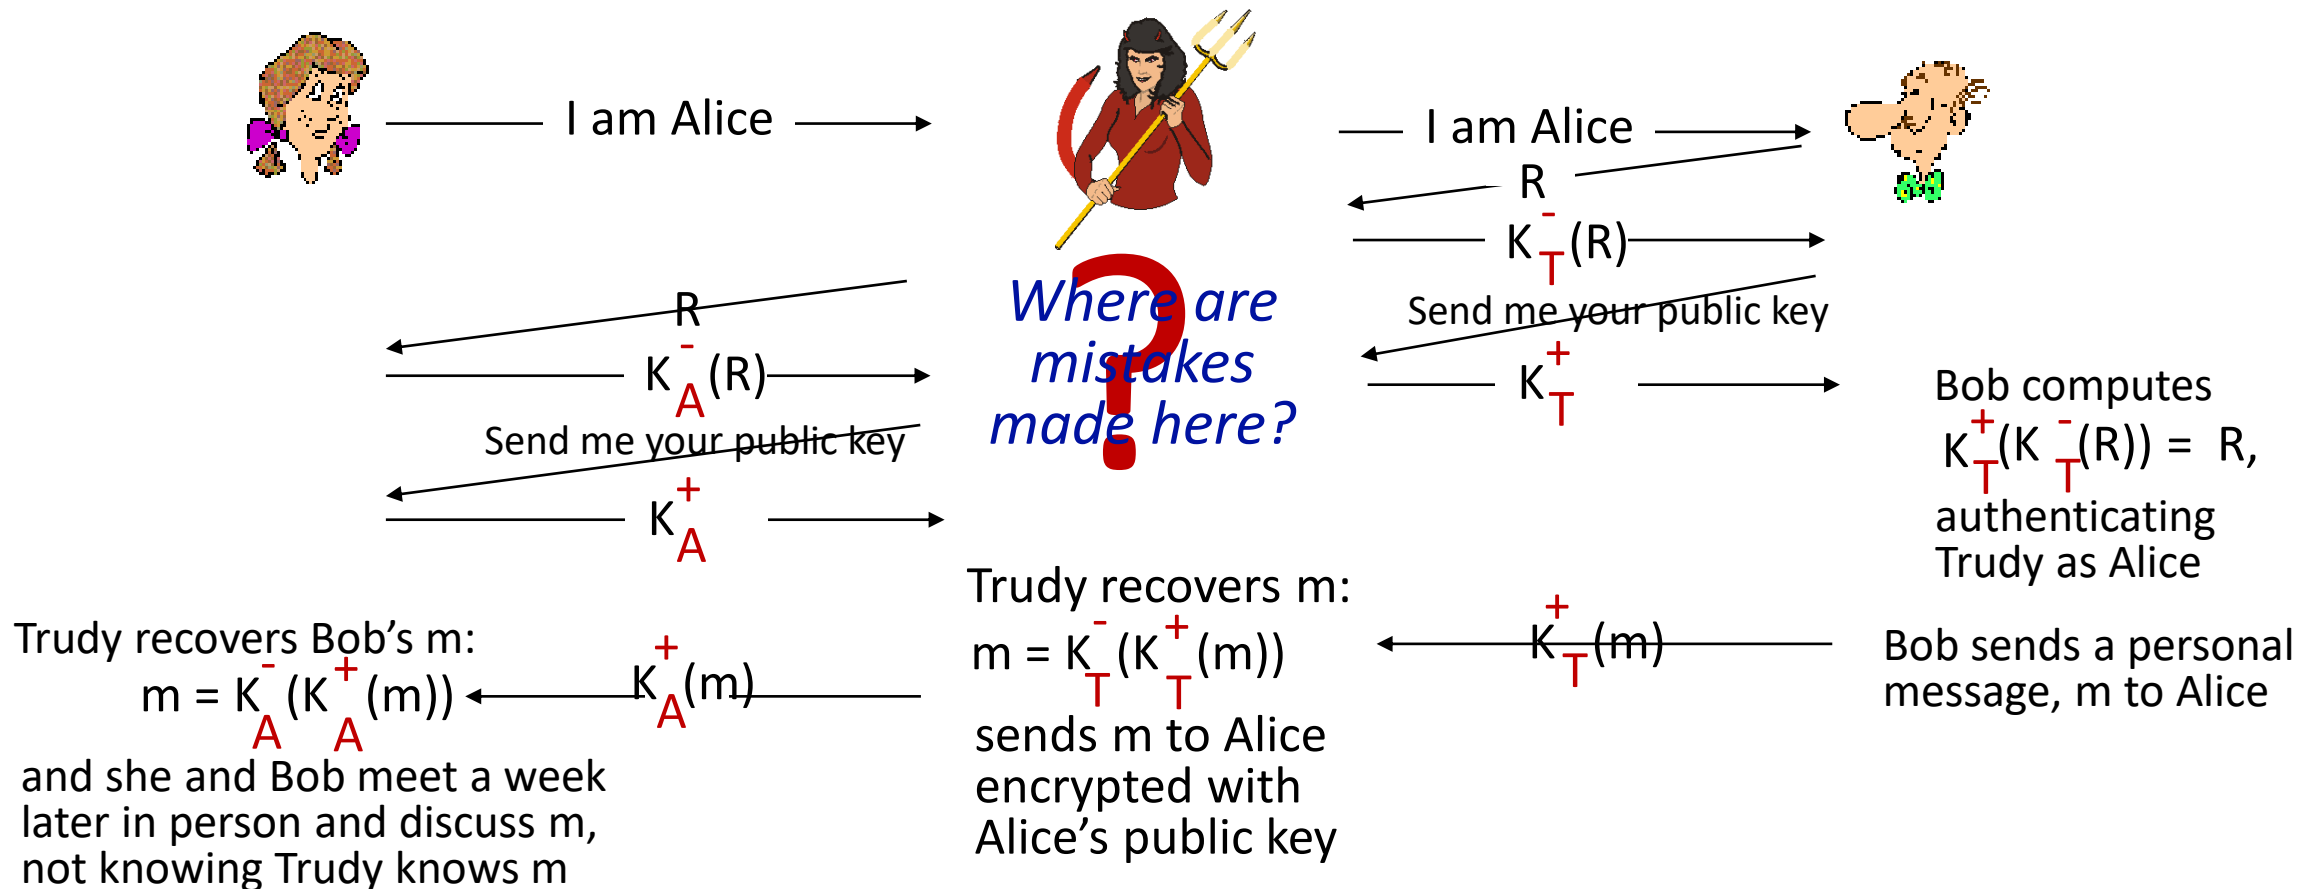 I am Alice
I am Alice
R
K⁻T(R)
Send me your public key
K⁺T
R
K⁻A(R)
Send me your public key
K⁺A
Where are
mistakes
made here?
?
Bob computes
K⁺T(K⁻T(R)) = R,
authenticating
Trudy as Alice
K⁺T(m)
Bob sends a personal
message, m to Alice
Trudy recovers m:
m = K⁻T(K⁺T(m))
sends m to Alice
encrypted with
Alice’s public key
K⁺A(m)
Trudy recovers Bob’s m:
m = K⁻A(K⁺A(m))
and she and Bob meet a week
later in person and discuss m,
not knowing Trudy knows m